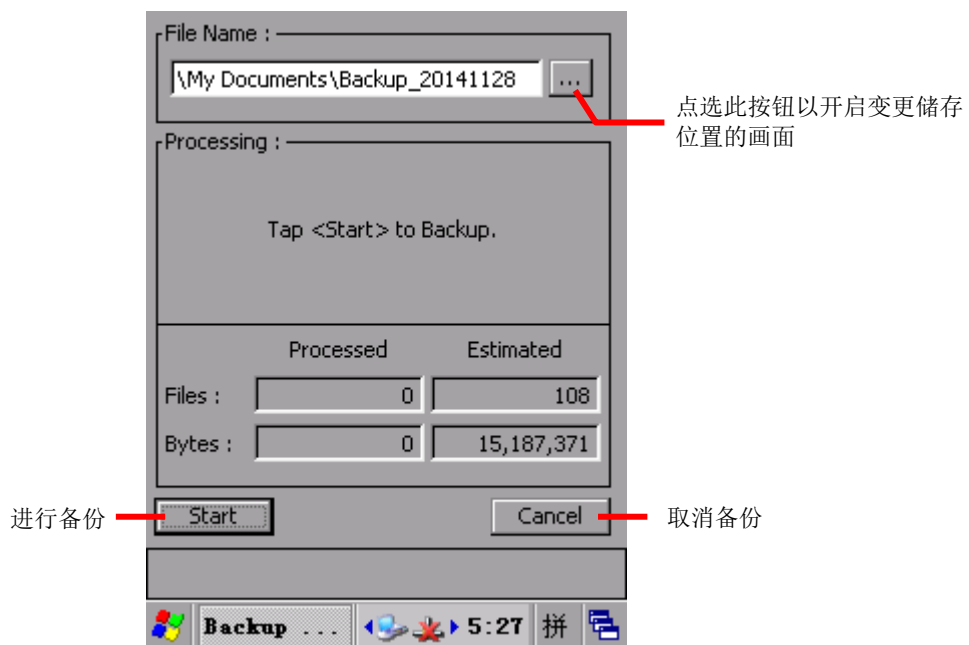 File Name :
\My Documents\Backup_20141128 ...
点选此按钮以开启变更储存
位置的画面
Processing :
Tap <Start> to Backup.
Processed Estimated
Files : 0 108
Bytes : 0 15,187,371
进行备份 Start Cancel 取消备份
Backup ... 5:27 拼